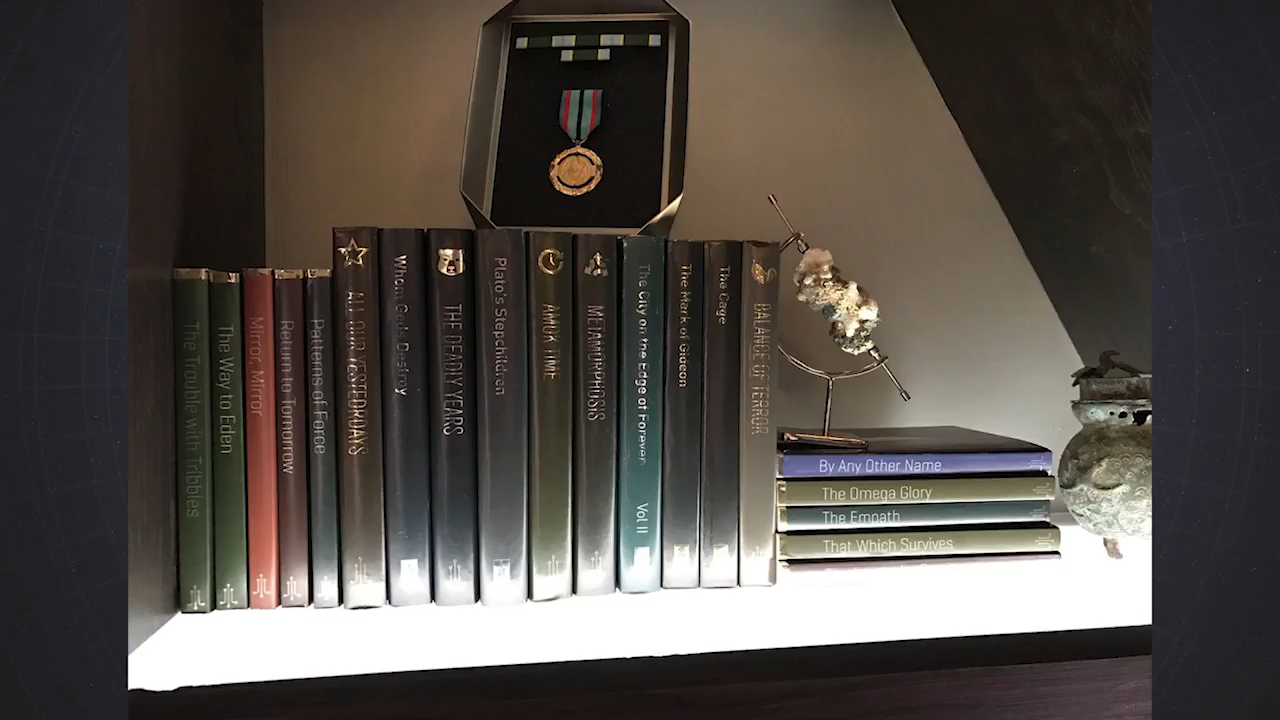 The Trouble with Tribbles
The Way to Eden
Mirror, Mirror
Return to Tomorrow
Patterns of Force
ALL OUR YESTERDAYS
Whom Gods Destroy
THE DEADLY YEARS
Plato's Stepchildren
AMOK TIME
METAMORPHOSIS
The City on the Edge of Forever Vol II
The Mark of Gideon
The Cage
BALANCE OF TERROR
By Any Other Name
The Omega Glory
The Empath
That Which Survives